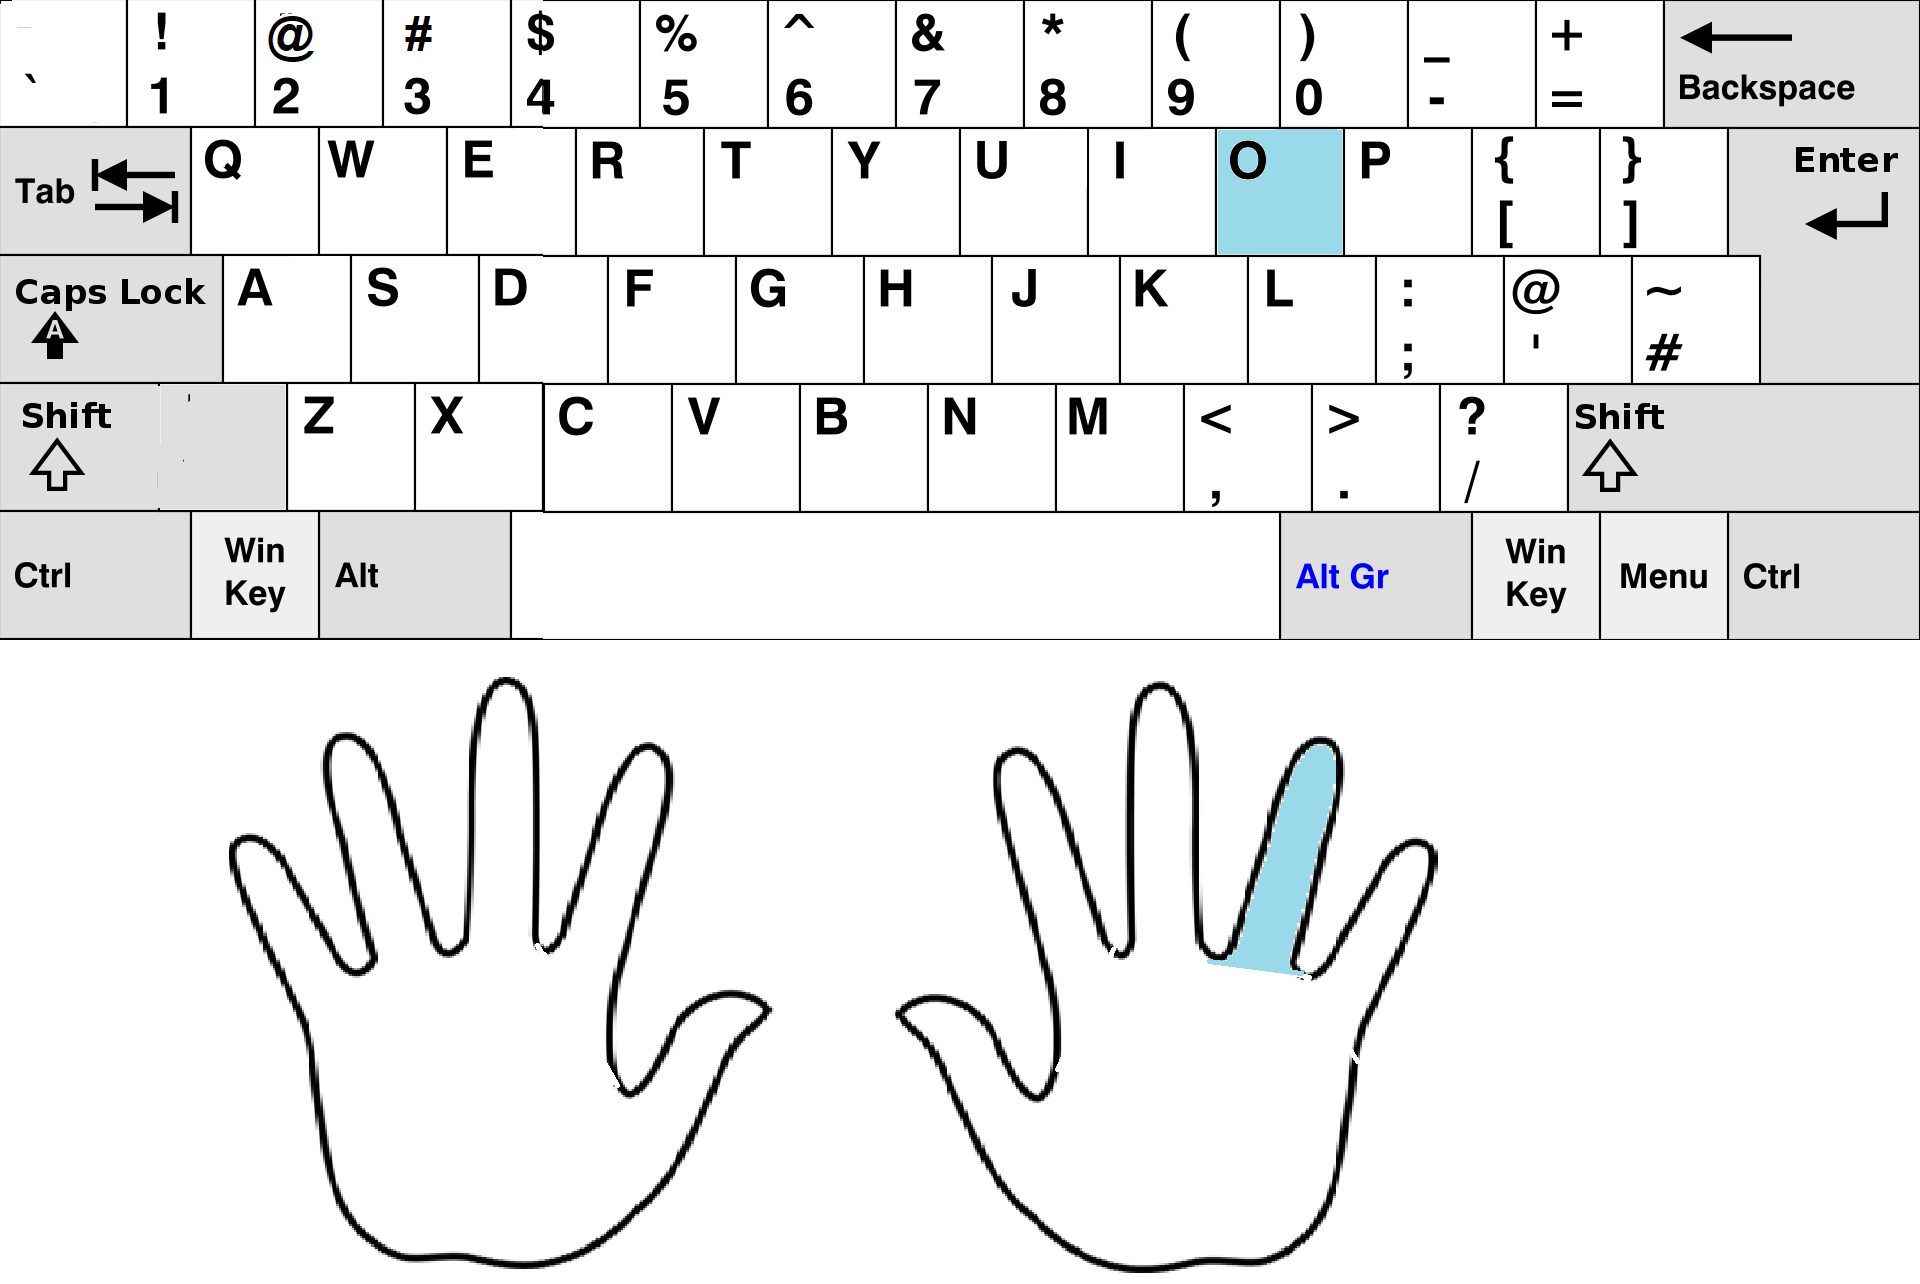 ! @ # $ % ^ & * ( ) _ +
` 1 2 3 4 5 6 7 8 9 0 - = Backspace
Tab Q W E R T Y U I O P { } Enter
[ ]
Caps Lock A S D F G H J K L : @ ~
A ; ' #
Shift Z X C V B N M < > ? Shift
, . /
Ctrl Win Key Alt Alt Gr Win Key Menu Ctrl